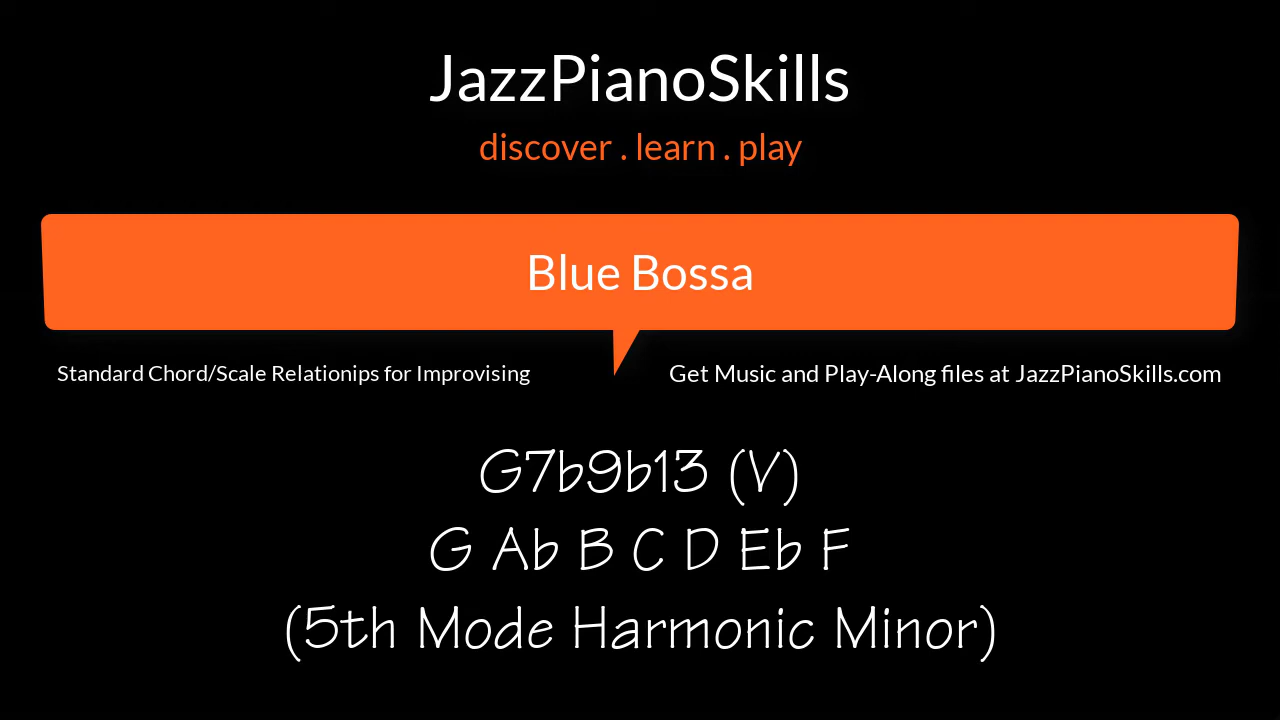 JazzPianoSkills
discover . learn . play
Blue Bossa
Standard Chord/Scale Relationips for Improvising
Get Music and Play-Along files at JazzPianoSkills.com
G7b9b13 (V)
G Ab B C D Eb F
(5th Mode Harmonic Minor)